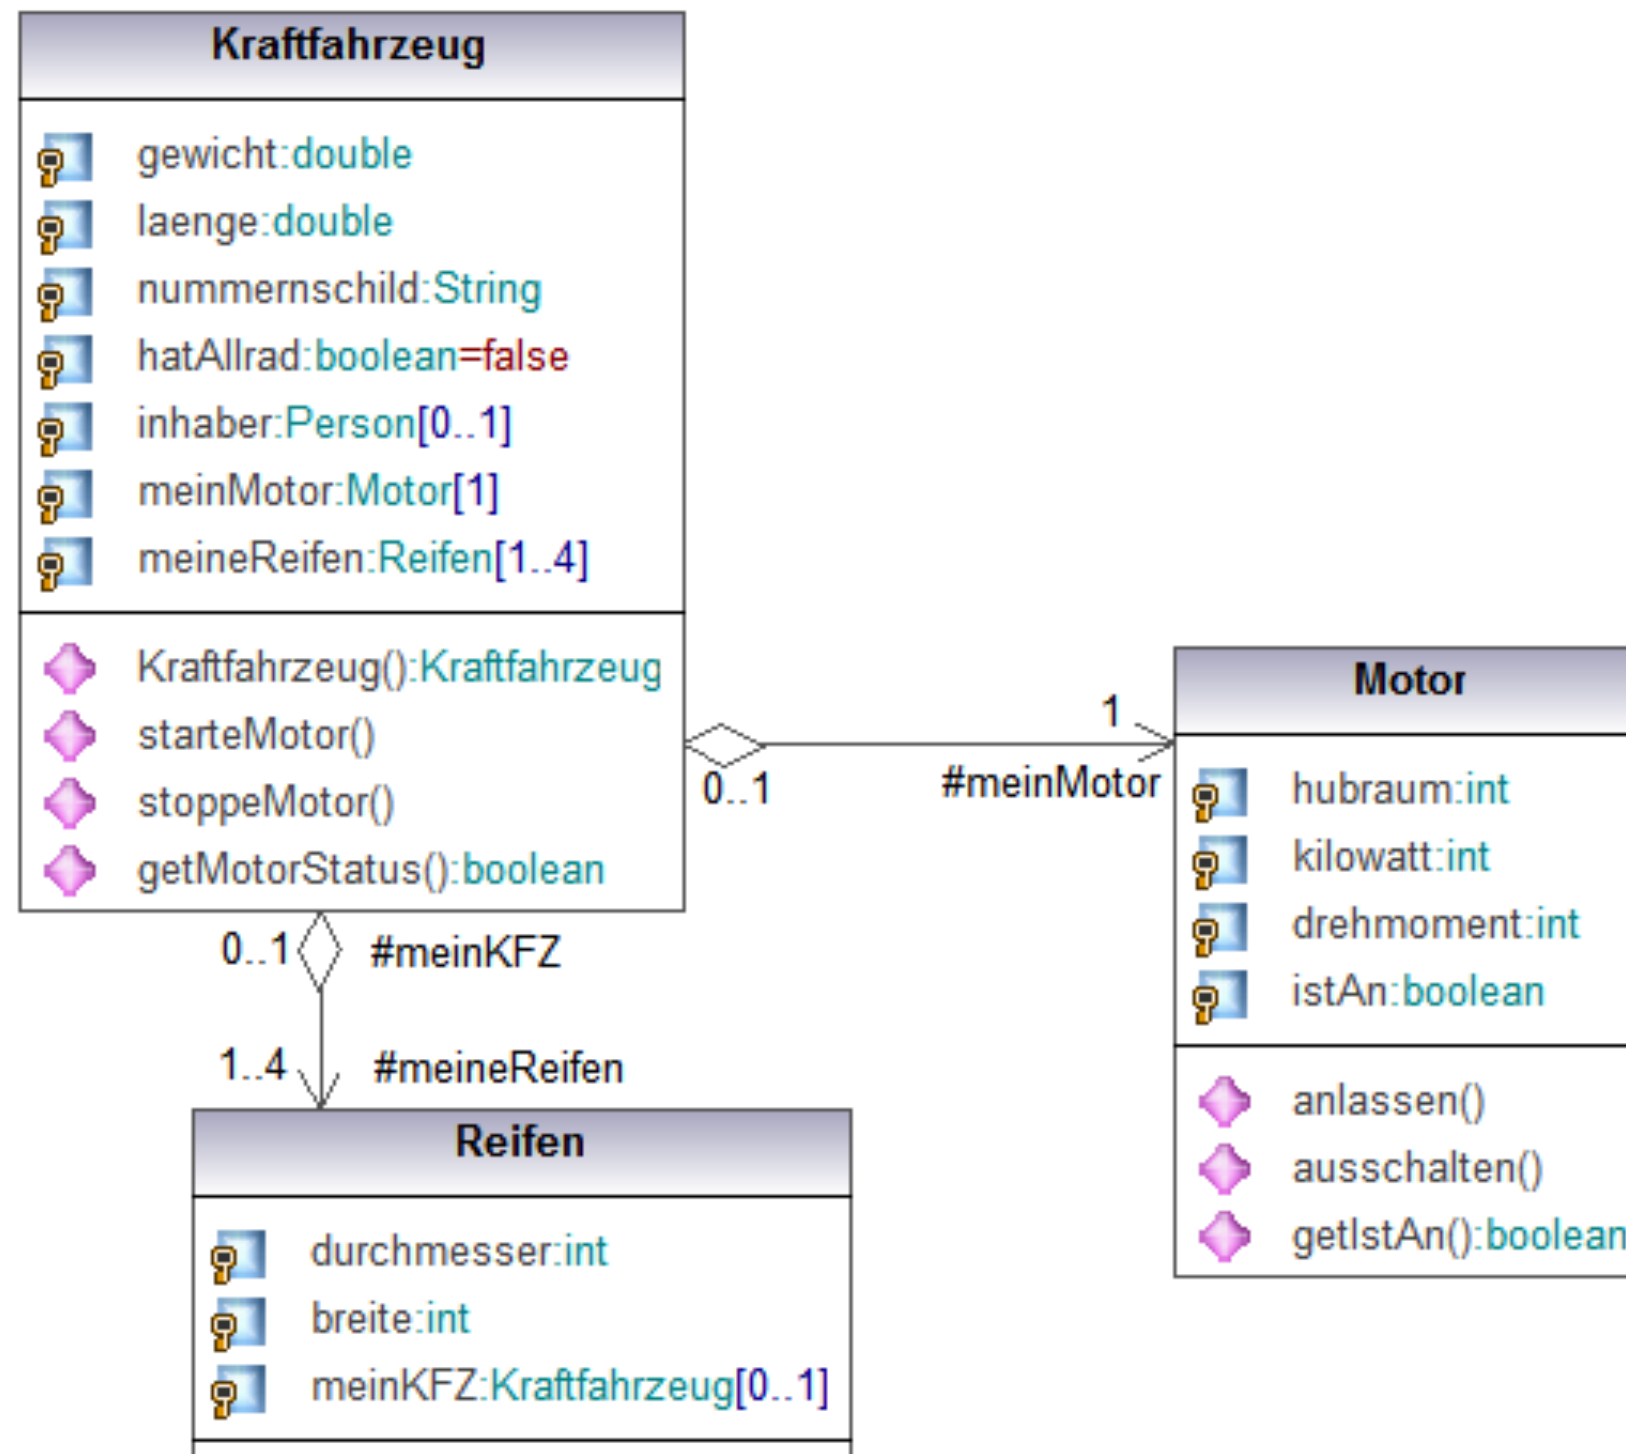 Kraftfahrzeug
gewicht:double
laenge:double
nummernschild:String
hatAllrad:boolean=false
inhaber:Person[0..1]
meinMotor:Motor[1]
meineReifen:Reifen[1..4]
Kraftfahrzeug():Kraftfahrzeug
starteMotor()
stoppeMotor()
getMotorStatus():boolean
0..1
1
#meinMotor
Motor
hubraum:int
kilowatt:int
drehmoment:int
istAn:boolean
anlassen()
ausschalten()
getIstAn():boolean
0..1 #meinKFZ
1..4 #meineReifen
Reifen
durchmesser:int
breite:int
meinKFZ:Kraftfahrzeug[0..1]